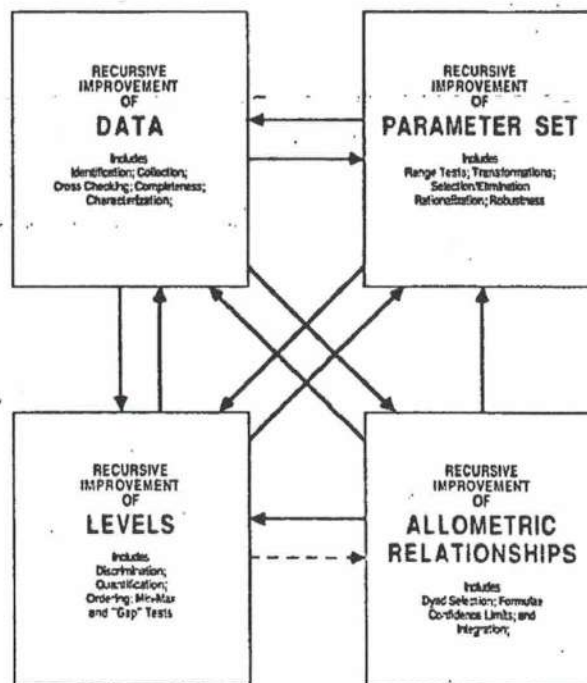 RECURSIVE
IMPROVEMENT
OF
DATA
Includes
Identification; Collection;
Cross Checking; Completeness;
Characterization;
RECURSIVE
IMPROVEMENT
OF
PARAMETER SET
Includes
Range Tests; Transformations;
Selection/Elimination
Rationalization; Robustness
RECURSIVE
IMPROVEMENT
OF
LEVELS
Includes
Discrimination;
Quantification;
Ordering; Min-Max
and "Gap" Tests
RECURSIVE
IMPROVEMENT
OF
ALLOMETRIC
RELATIONSHIPS
Includes
Dyad Selection; Formulae
Confidence Limits; and
Integration;